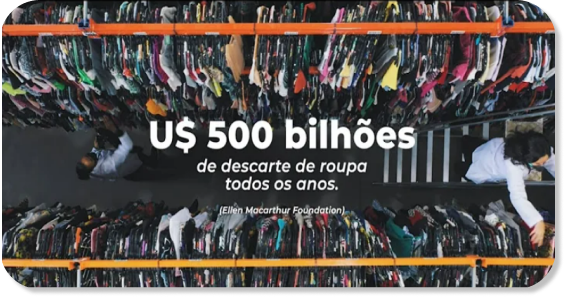 U$ 500 bilhões
de descarte de roupa
todos os anos.
(Ellen Macarthur Foundation)